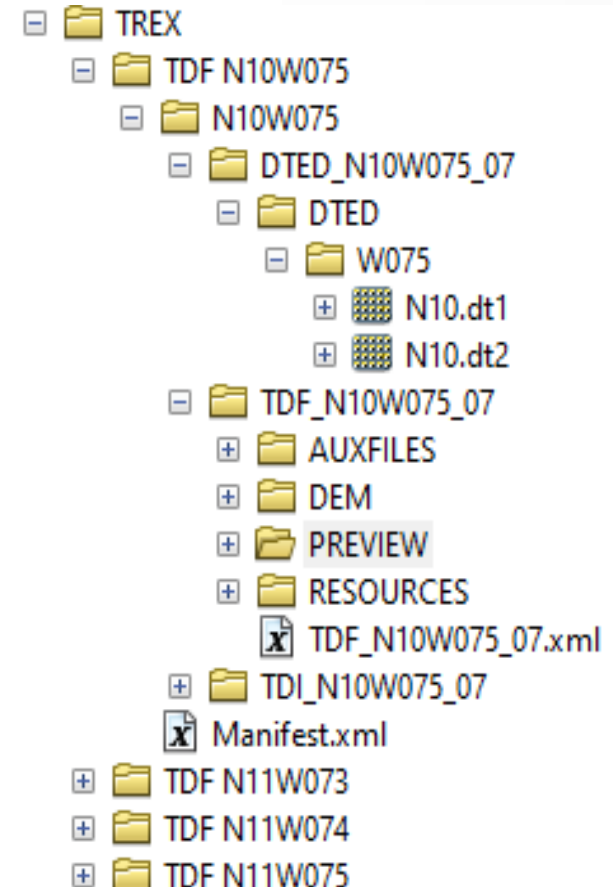 TREX
TDF N10W075
N10W075
DTED_N10W075_07
DTED
W075
N10.dt1
N10.dt2
TDF_N10W075_07
AUXFILES
DEM
PREVIEW
RESOURCES
TDF_N10W075_07.xml
TDI_N10W075_07
Manifest.xml
TDF N11W073
TDF N11W074
TDF N11W075